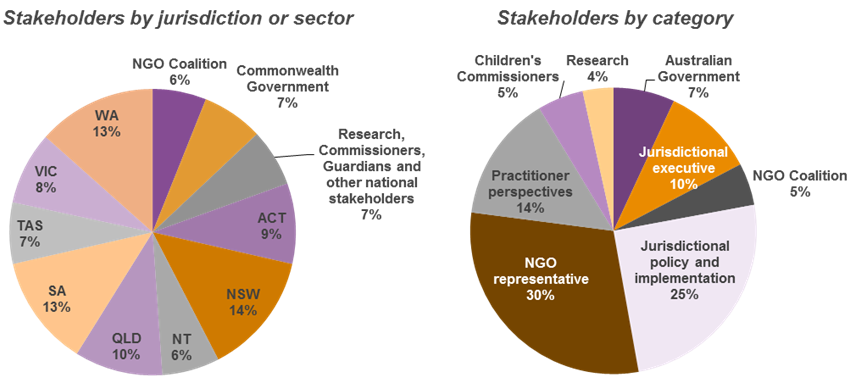 Stakeholders by jurisdiction or sector
NGO Coalition
6%
Commonwealth
Government
7%
Research,
Commissioners,
Guardians and
other national
stakeholders
7%
ACT
9%
NSW
14%
NT
6%
QLD
10%
SA
13%
TAS
7%
VIC
8%
WA
13%
Stakeholders by category
Children's
Commissioners
5%
Research
4%
Australian
Government
7%
Jurisdictional
executive
10%
NGO Coalition
5%
Jurisdictional
policy and
implementation
25%
NGO
representative
30%
Practitioner
perspectives
14%